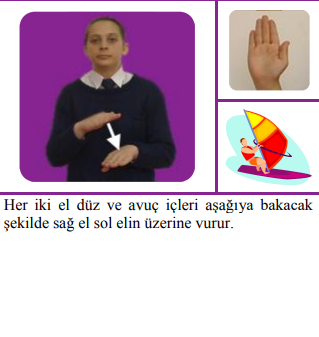 Her iki el düz ve avuç içleri aşağıya bakacak
şekilde sağ el sol elin üzerine vurur.